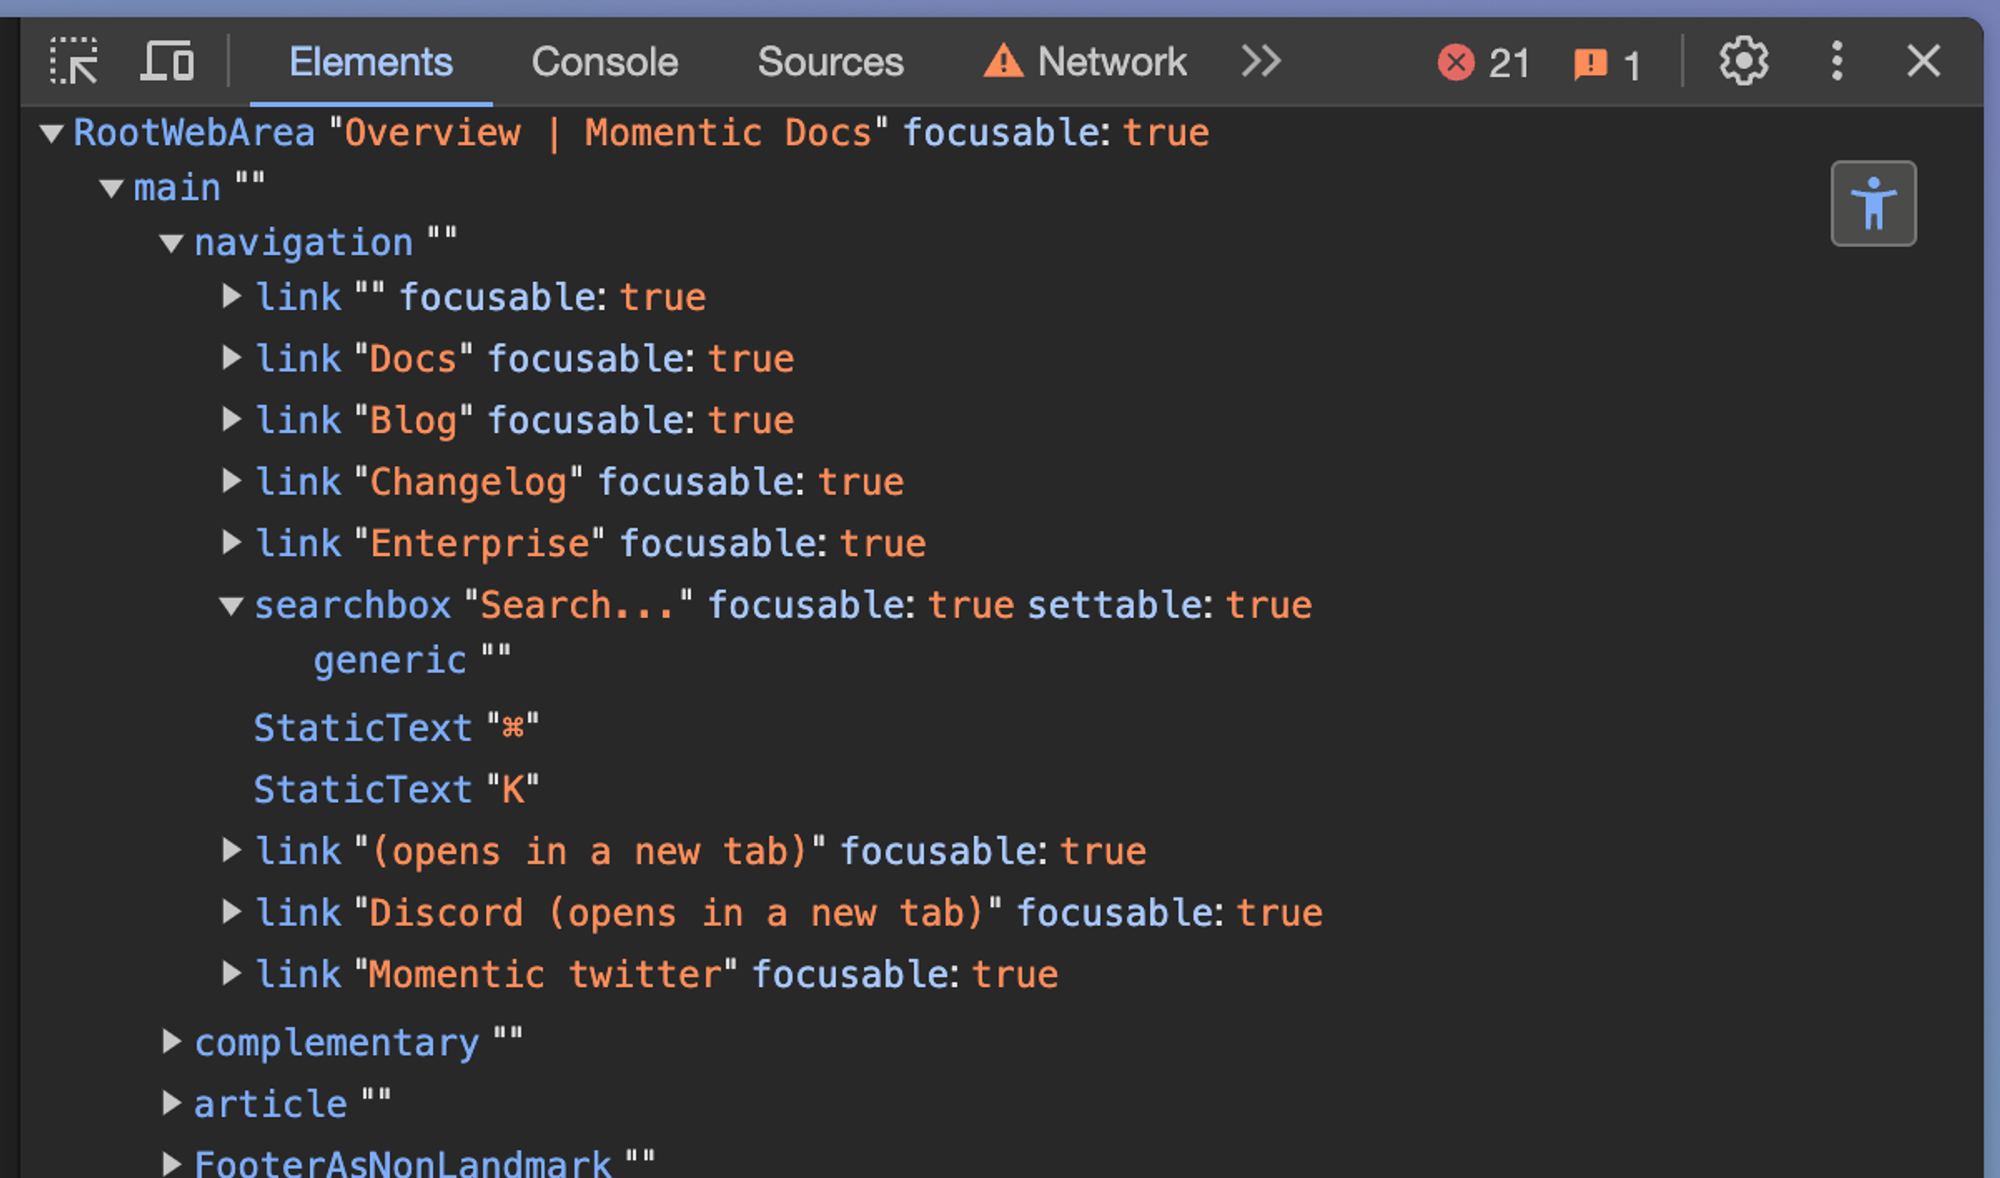 Elements Console Sources Network 21 1
RootWebArea "Overview | Momentic Docs" focusable: true
main ""
navigation ""
link "" focusable: true
link "Docs" focusable: true
link "Blog" focusable: true
link "Changelog" focusable: true
link "Enterprise" focusable: true
searchbox "Search..." focusable: true settable: true
generic ""
StaticText "⌘"
StaticText "K"
link "(opens in a new tab)" focusable: true
link "Discord (opens in a new tab)" focusable: true
link "Momentic twitter" focusable: true
complementary ""
article ""
FooterAsNonLandmark ""